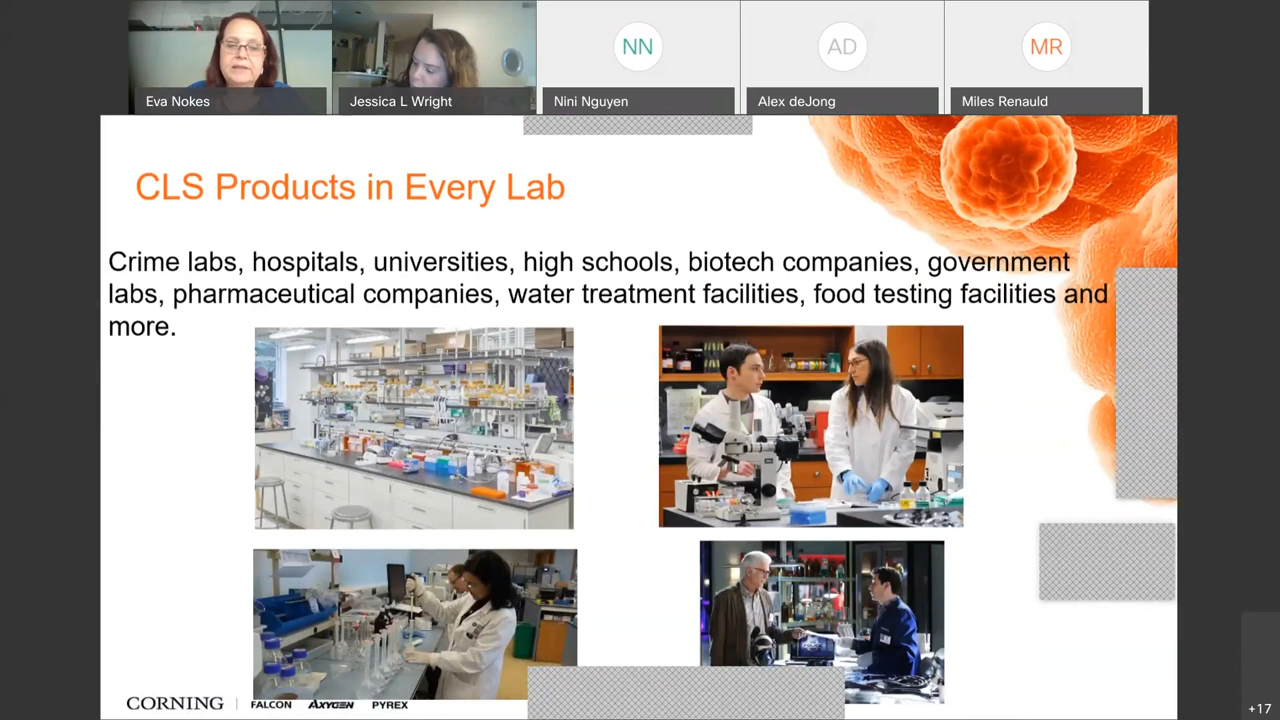 NN
AD
MR
Eva Nokes
Jessica L Wright
Nini Nguyen
Alex deJong
Miles Renauld
CLS Products in Every Lab
Crime labs, hospitals, universities, high schools, biotech companies, government
labs, pharmaceutical companies, water treatment facilities, food testing facilities and
more.
CORNING | FALCON AXYGEN PYREX
+17